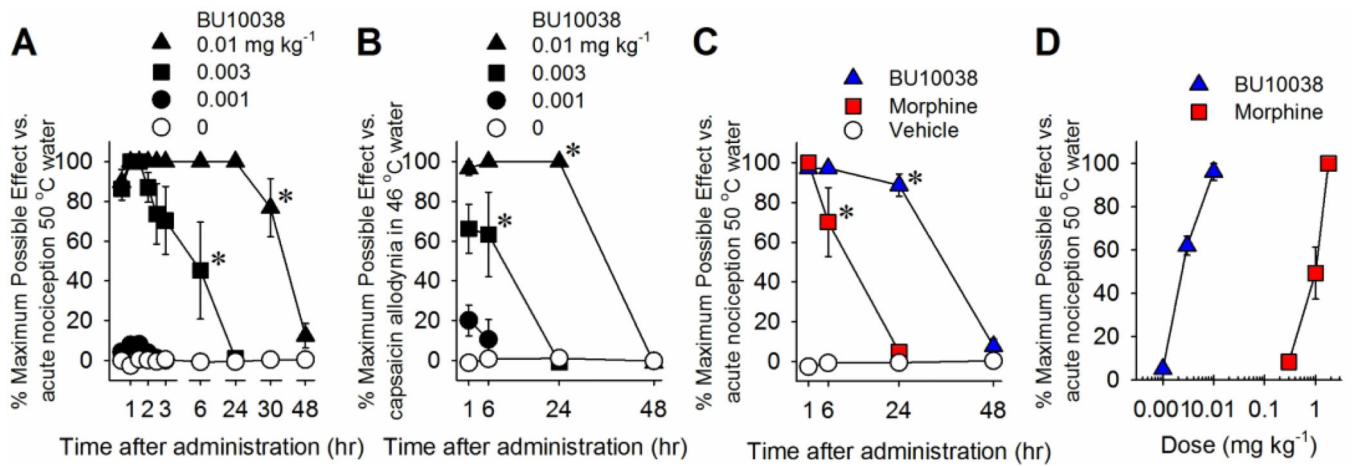 A
BU10038
0.01 mg kg⁻¹
0.003
0.001
0
% Maximum Possible Effect vs.
acute nociception 50 °C water
100
80
60
40
20
0
*
*
1 2 3 6 24 30 48
Time after administration (hr)
B
BU10038
0.01 mg kg⁻¹
0.003
0.001
0
% Maximum Possible Effect vs.
capsaicin allodynia in 46 °C water
100
80
60
40
20
0
*
*
1 6 24 48
Time after administration (hr)
C
BU10038
Morphine
Vehicle
% Maximum Possible Effect vs.
acute nociception 50 °C water
100
80
60
40
20
0
*
*
1 6 24 48
Time after administration (hr)
D
BU10038
Morphine
% Maximum Possible Effect vs.
acute nociception 50 °C water
100
80
60
40
20
0
0.001 0.01 0.1 1
Dose (mg kg⁻¹)